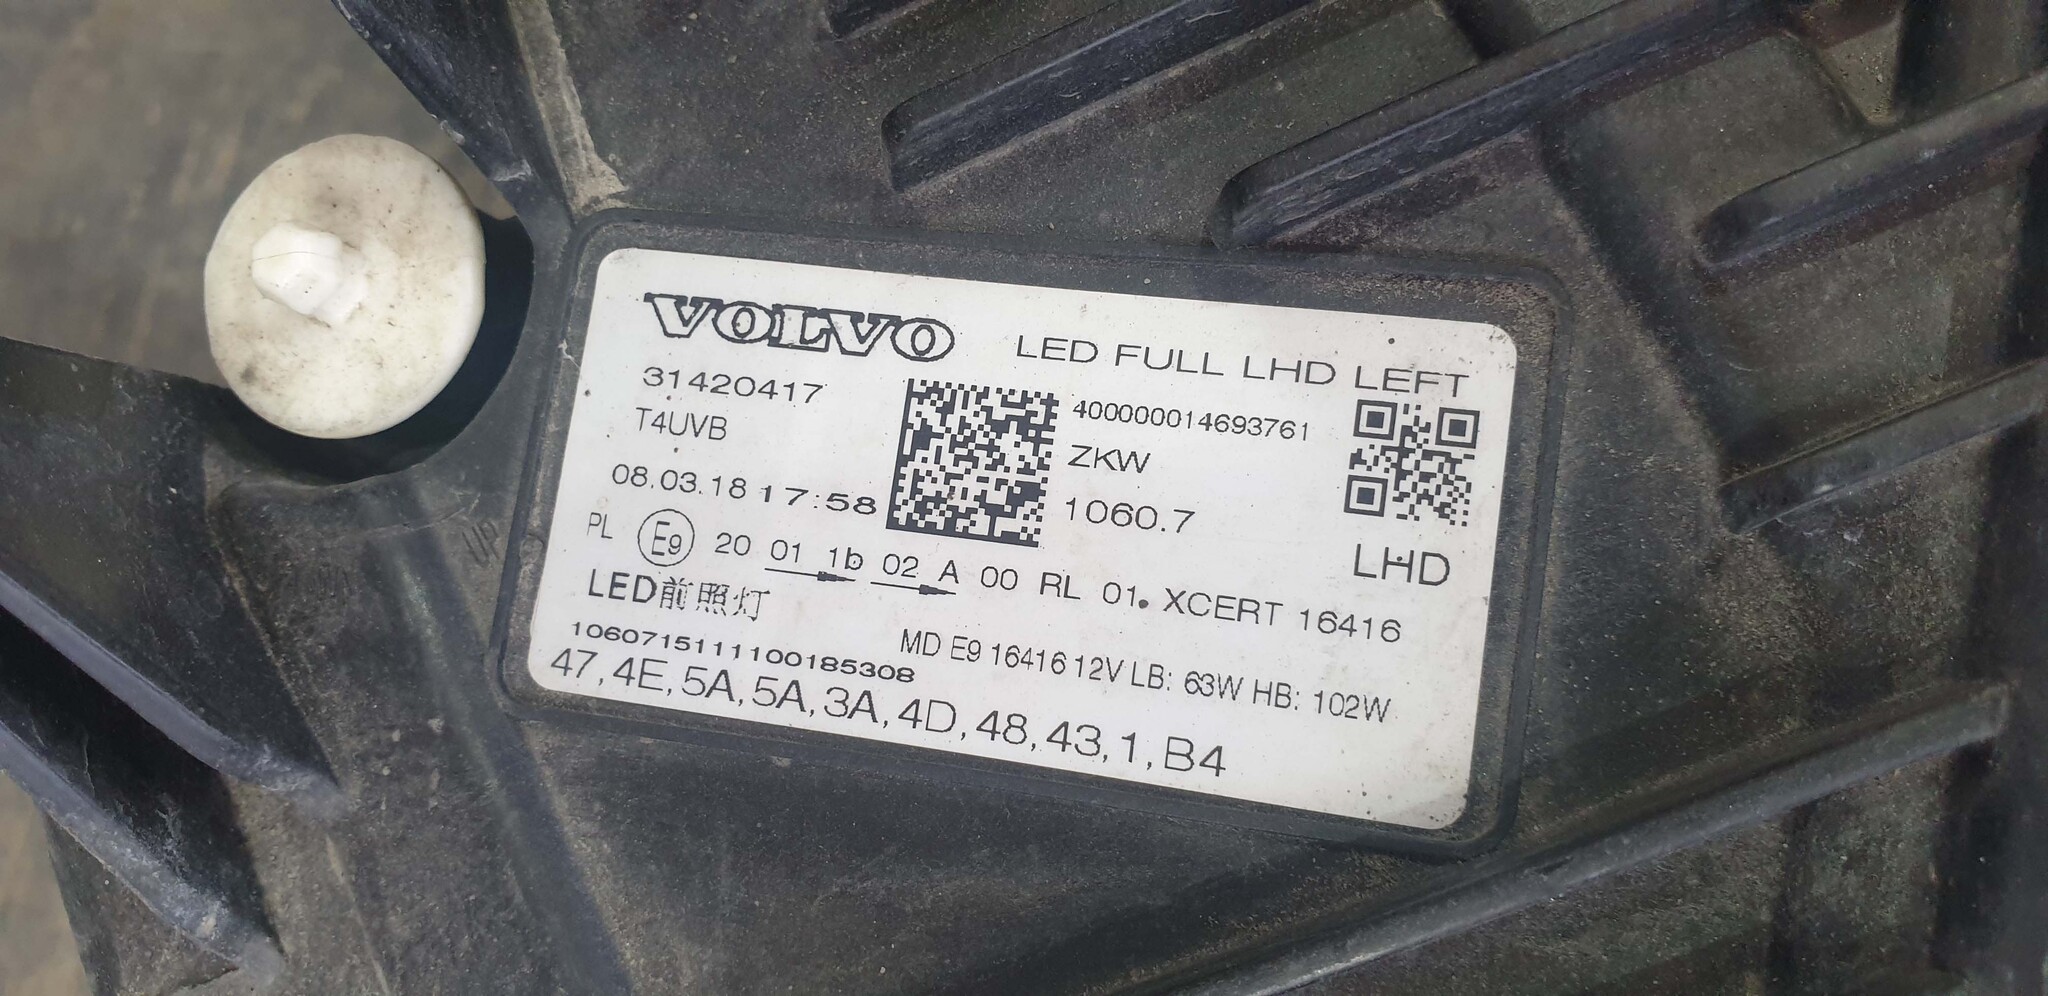 VOLVO LED FULL LHD LEFT
31420417 400000014693761
T4UVB ZKW
08.03.18 17:58 1060.7
LHD
PL E9 20 01 1b 02 A 00 RL 01. XCERT 16416
LED前照灯
MD E9 16416 12V LB: 63W HB: 102W
106071511100185308
47,4E,5A,5A,3A,4D,48,43,1,B4
UP